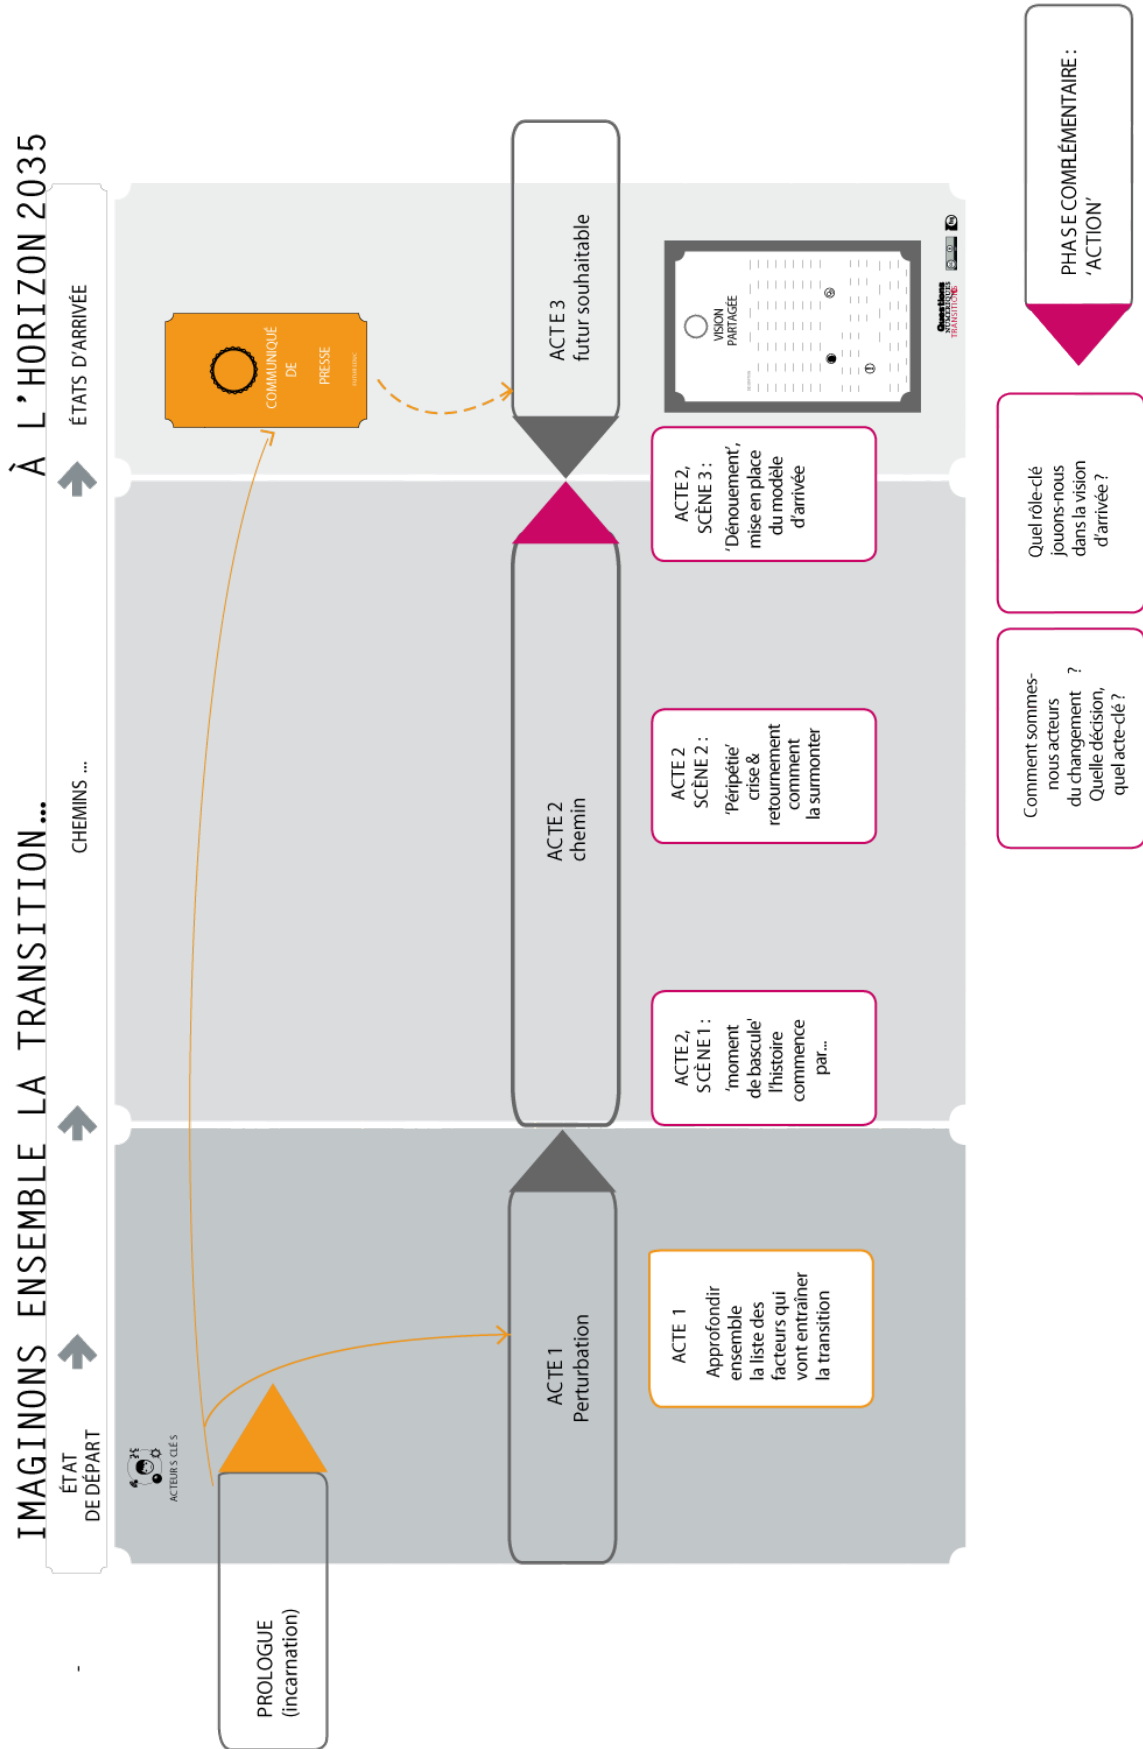 IMAGINONS ENSEMBLE LA TRANSITION... À L'HORIZON 2035
-
ÉTAT
DE DÉPART
CHEMINS ...
ÉTATS D'ARRIVÉE
ACTEURS CLÉS
PROLOGUE
(incarnation)
COMMUNIQUÉ
DE
PRESSE
ACTE 1
Perturbation
ACTE 2
chemin
ACTE 3
futur souhaitable
ACTE 1
Approfondir
ensemble
la liste des
facteurs qui
vont entraîner
la transition
ACTE 2,
SCÈNE 1 :
'moment
de bascule'
l'histoire
commence
par...
ACTE 2
SCÈNE 2 :
'Péripétie'
crise &
retournement
comment
la surmonter
ACTE 2,
SCÈNE 3 :
'Dénouement',
mise en place
du modèle
d'arrivée
VISION
PARTAGÉE
Questions
NUMÉRIQUES
TRANSITIONS
Comment sommes-
nous acteurs
du changement ?
Quelle décision,
quel acte-clé ?
Quel rôle-clé
jouons-nous
dans la vision
d'arrivée ?
PHASE COMPLÉMENTAIRE :
'ACTION'